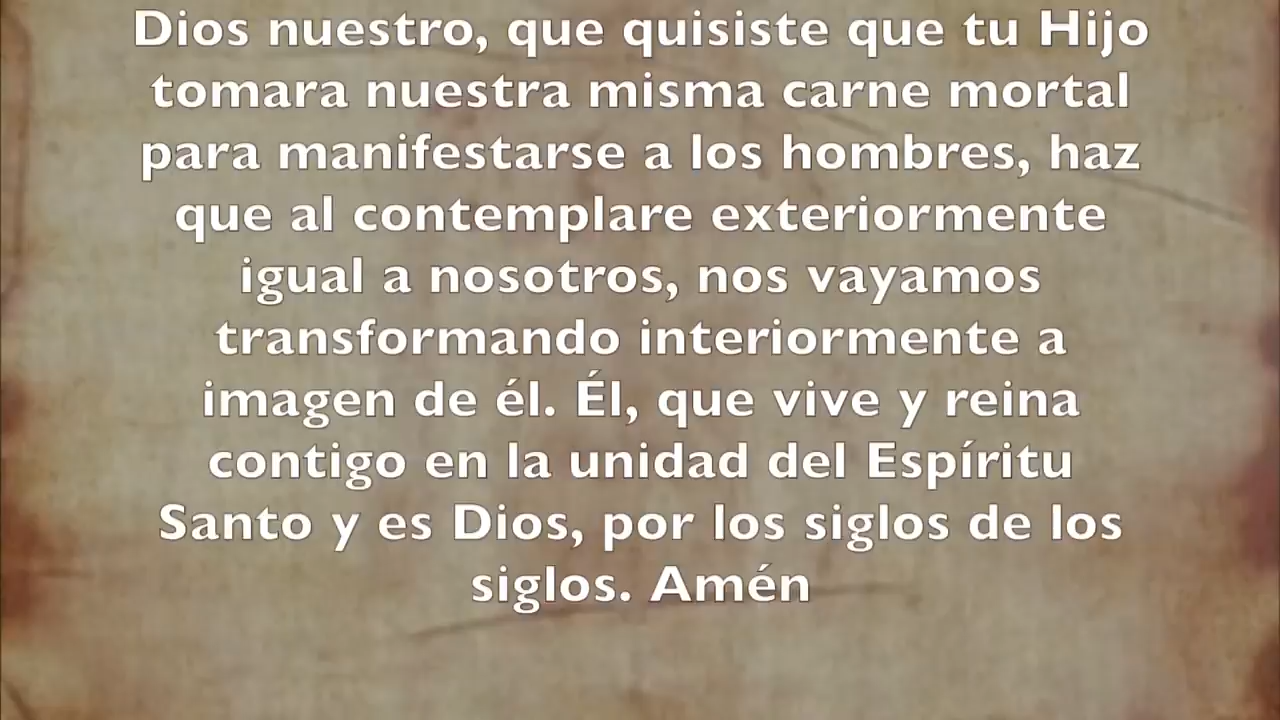 Dios nuestro, que quisiste que tu Hijo
tomara nuestra misma carne mortal
para manifestarse a los hombres, haz
que al contemplare exteriormente
igual a nosotros, nos vayamos
transformando interiormente a
imagen de él. Él, que vive y reina
contigo en la unidad del Espíritu
Santo y es Dios, por los siglos de los
siglos. Amén